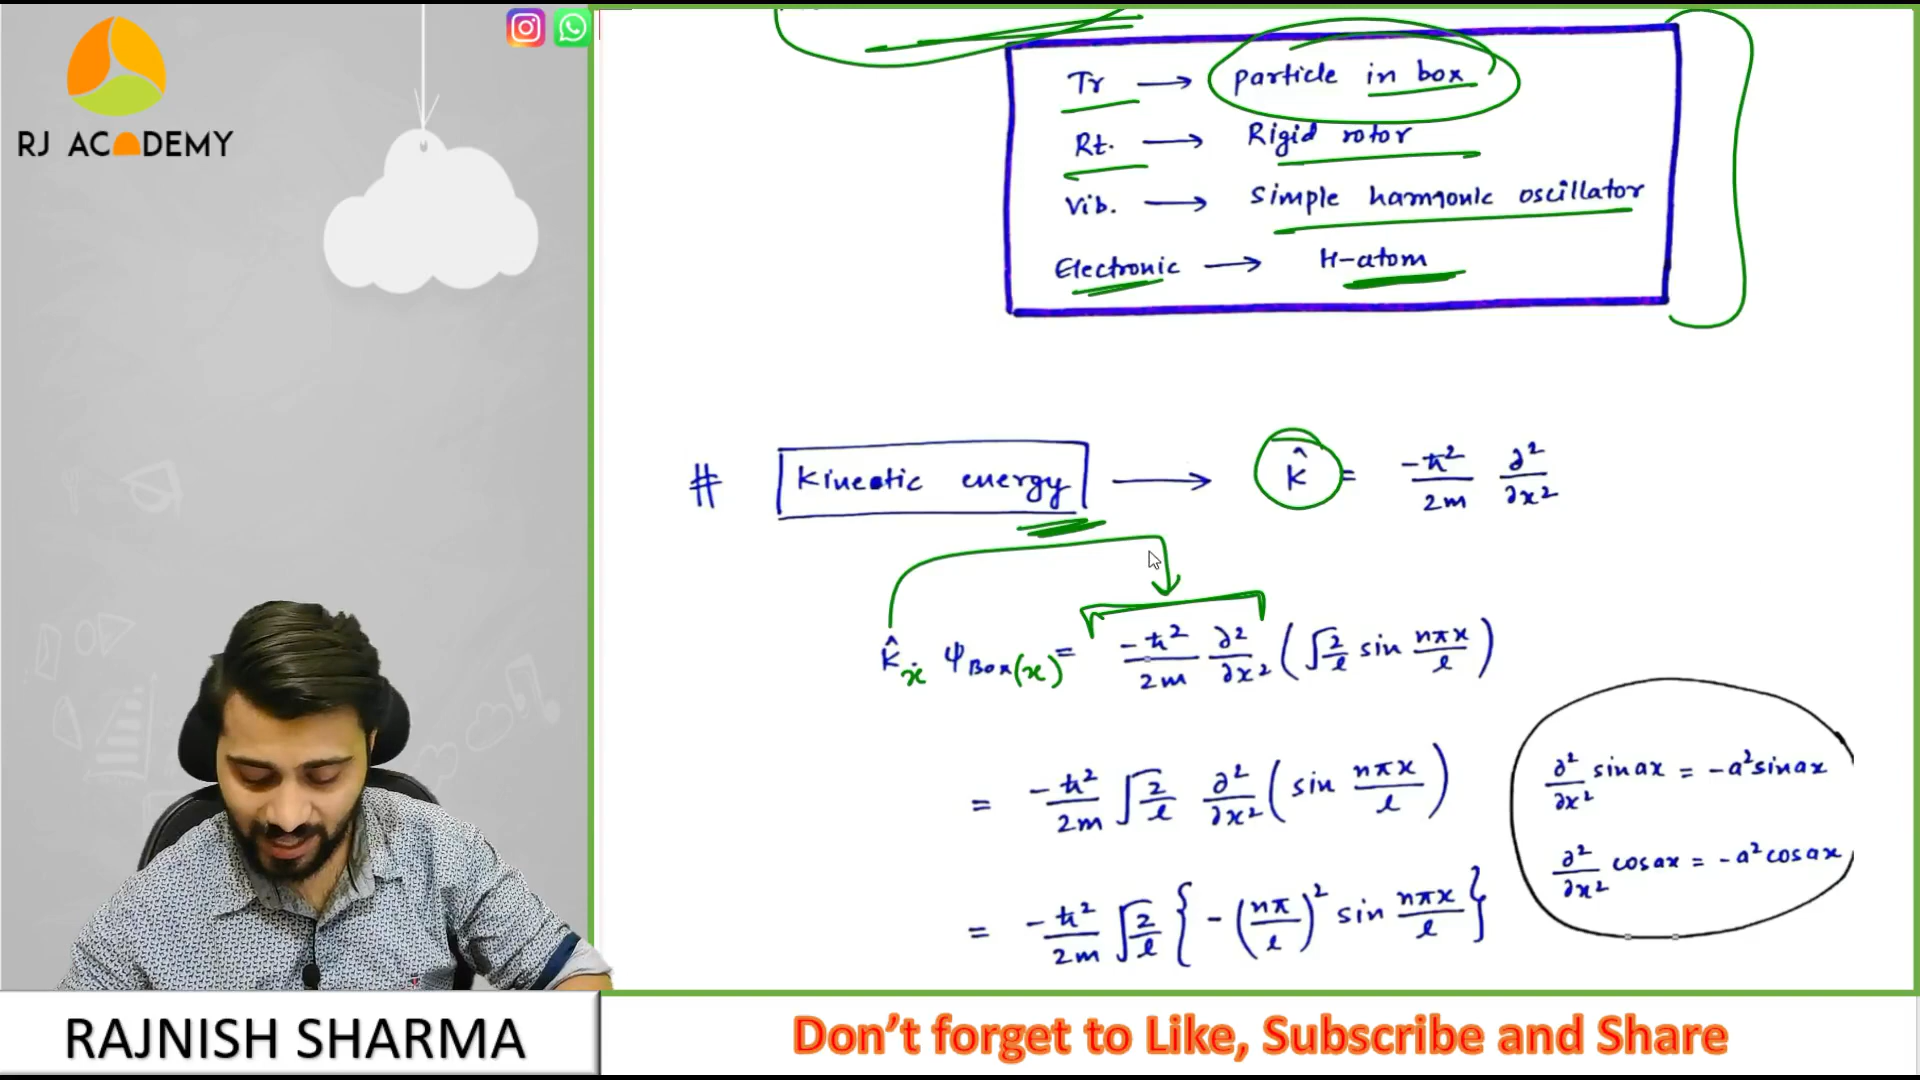 RJ ACADEMY
Tr → particle in box
Rt. → Rigid rotor
Vib. → Simple harmonic oscillator
Electronic → H-atom
# Kinetic energy → K̂ = -ħ²/2m ∂²/∂x²
K̂ₓ ψBox(x) = -ħ²/2m ∂²/∂x² (√(2/l) sin nπx/l)
= -ħ²/2m √(2/l) ∂²/∂x² (sin nπx/l)
∂²/∂x² sin ax = -a² sin ax
∂²/∂x² cos ax = -a² cos ax
= -ħ²/2m √(2/l) { -(nπ/l)² sin nπx/l }
RAJNISH SHARMA
Don't forget to Like, Subscribe and Share